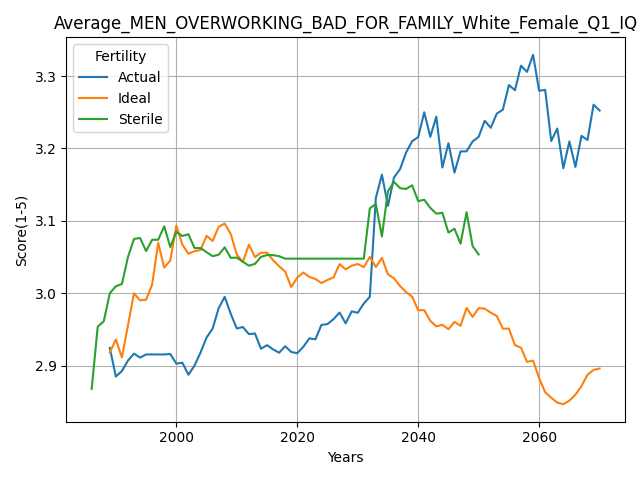 Average_MEN_OVERWORKING_BAD_FOR_FAMILY_White_Female_Q1_IQ
Fertility
Actual
Ideal
Sterile
Score(1-5)
3.3
3.2
3.1
3.0
2.9
2000
2020
2040
2060
Years